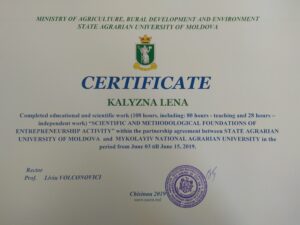 MINISTRY OF AGRICULTURE, RURAL DEVELOPMENT AND ENVIRONMENT
STATE AGRARIAN UNIVERSITY OF MOLDOVA
CERTIFICATE
KALYZNA LENA
Completed educational and scientific work (108 hours, including: 80 hours - teaching and 28 hours –
independent work) “SCIENTIFIC AND METHODOLOGICAL FOUNDATIONS OF
ENTREPRENEURSHIP ACTIVITY” within the partnership agreement between STATE AGRARIAN
UNIVERSITY OF MOLDOVA and MYKOLAYIV NATIONAL AGRARIAN UNIVERSITY in the
period from June 03 till June 15, 2019.
Rector
Prof. Liviu VOLCONOVICI
Chisinau 2019